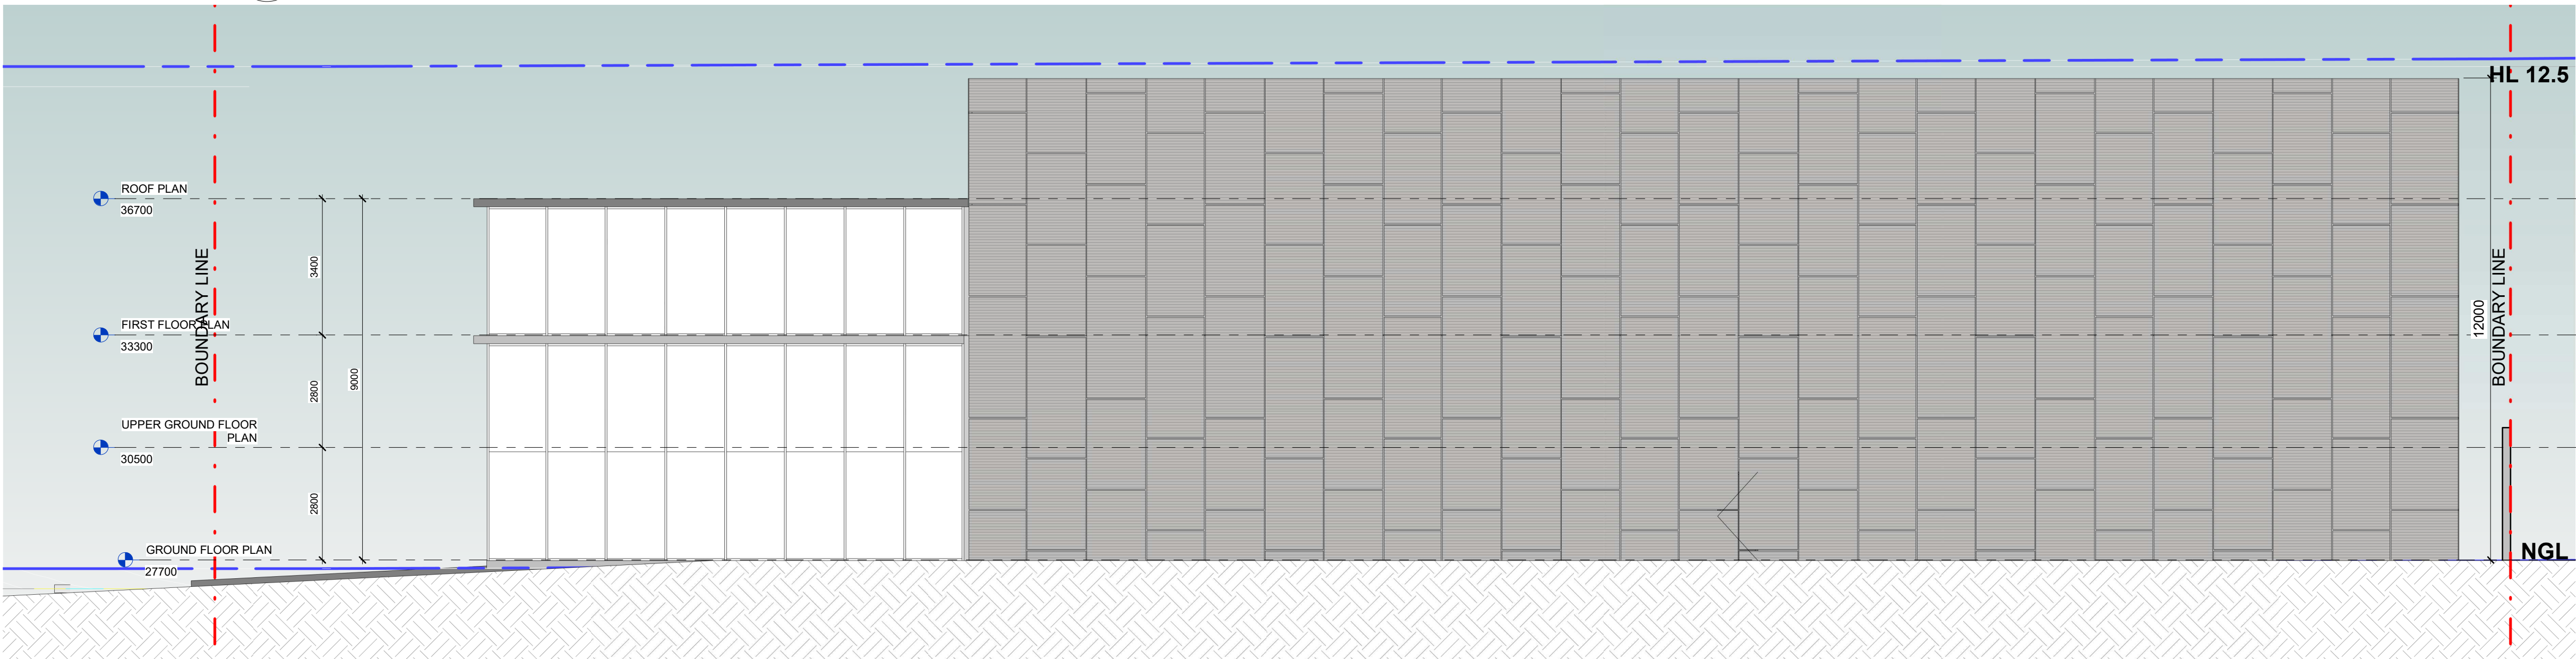 HL 12.5
ROOF PLAN
36700
3400
BOUNDARY LINE
FIRST FLOOR PLAN
33300
2800
9000
12000
BOUNDARY LINE
UPPER GROUND FLOOR
PLAN
30500
2800
GROUND FLOOR PLAN
27700
NGL